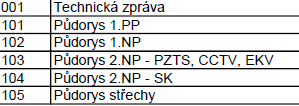 001 Technická zpráva
101 Půdorys 1.PP
102 Půdorys 1.NP
103 Půdorys 2.NP - PZTS, CCTV, EKV
104 Půdorys 2.NP - SK
105 Půdorys střechy